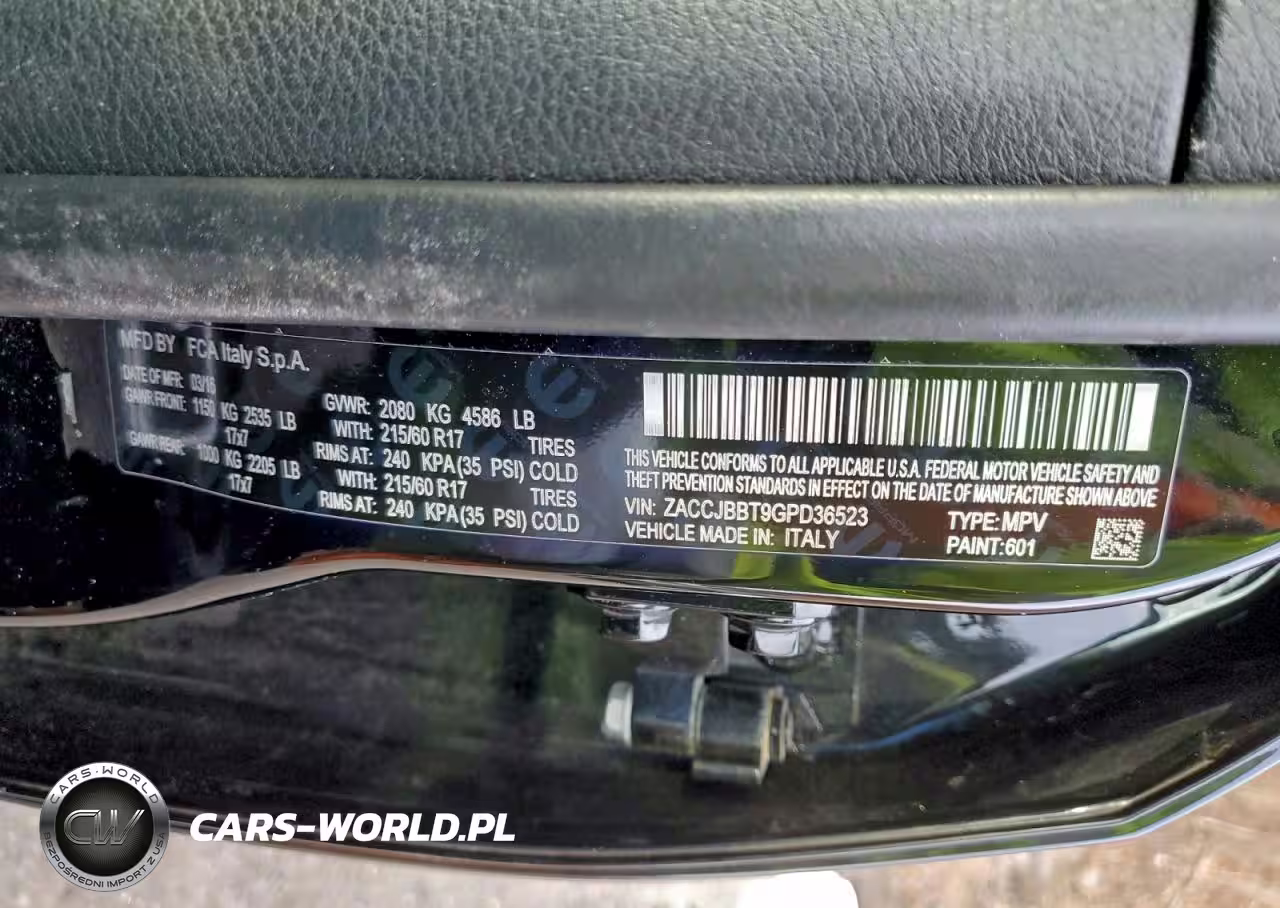 MFD BY FCA Italy S.p.A.
DATE OF MFR: 03/16
GAWR FRONT: 1150 KG 2535 LB
17x7
GAWR REAR: 1000 KG 2205 LB
17x7
GVWR: 2080 KG 4586 LB
WITH: 215/60 R17 TIRES
RIMS AT: 240 KPA (35 PSI) COLD
WITH: 215/60 R17 TIRES
RIMS AT: 240 KPA (35 PSI) COLD
THIS VEHICLE CONFORMS TO ALL APPLICABLE U.S.A. FEDERAL MOTOR VEHICLE SAFETY AND
THEFT PREVENTION STANDARDS IN EFFECT ON THE DATE OF MANUFACTURE SHOWN ABOVE
VIN: ZACCJBBT9GPD36523 TYPE: MPV
VEHICLE MADE IN: ITALY PAINT: 601
CARS-WORLD
CW
BEZPOŚREDNI IMPORT Z USA
CARS-WORLD.PL